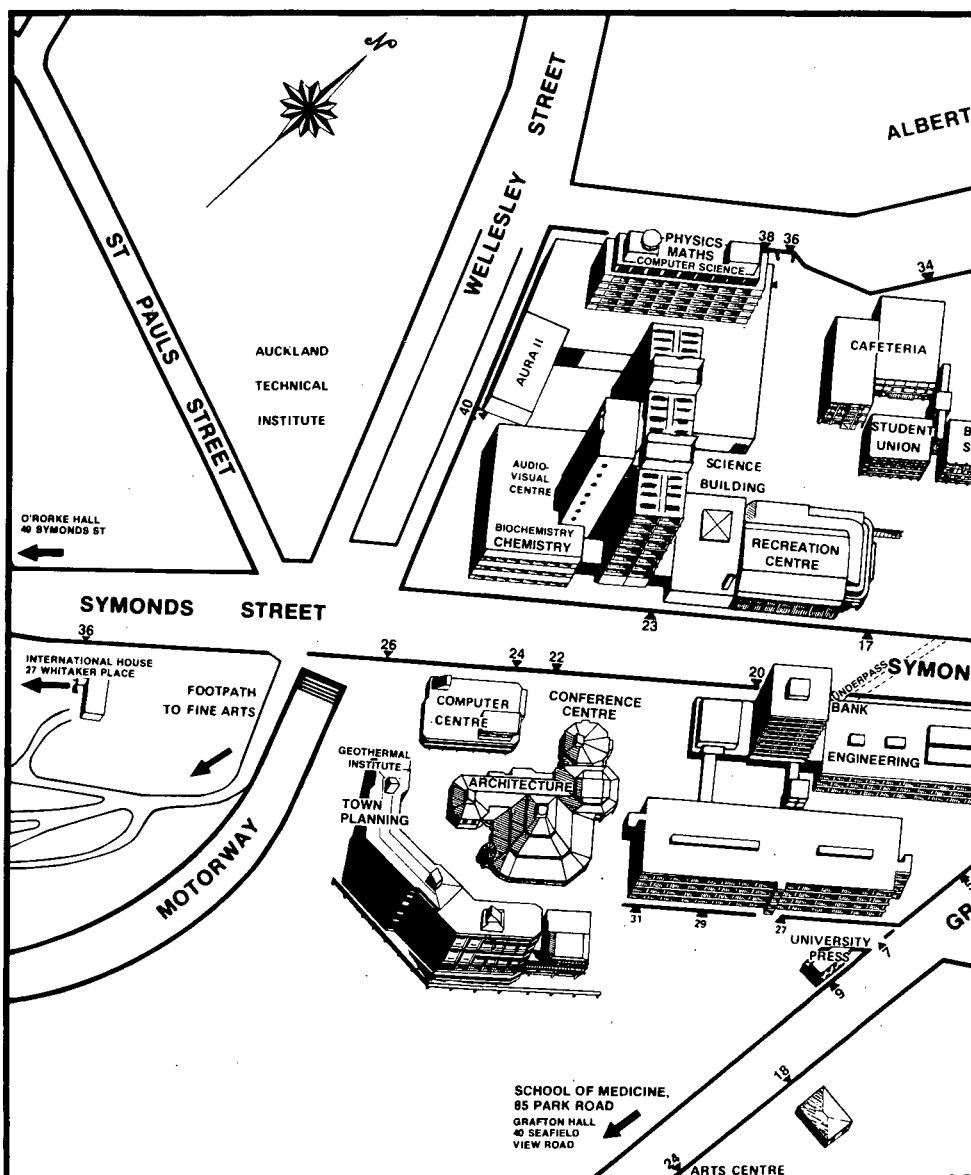 N
ALBERT
WELLESLEY STREET
ST PAULS STREET
38
36
34
PHYSICS
MATHS
COMPUTER SCIENCE
AUCKLAND
TECHNICAL
INSTITUTE
AURA II
40
CAFETERIA
STUDENT
UNION
B
S
AUDIO-
VISUAL
CENTRE
SCIENCE
BUILDING
BIOCHEMISTRY
CHEMISTRY
RECREATION
CENTRE
O'RORKE HALL
49 SYMONDS ST
SYMONDS STREET
23
17
36
26
24
22
20
UNDERPASS
SYMON
INTERNATIONAL HOUSE
27 WHITAKER PLACE
FOOTPATH
TO FINE ARTS
COMPUTER
CENTRE
CONFERENCE
CENTRE
BANK
ENGINEERING
GEOTHERMAL
INSTITUTE
ARCHITECTURE
TOWN
PLANNING
MOTORWAY
31
29
27
GR
UNIVERSITY
PRESS
7
9
18
SCHOOL OF MEDICINE,
85 PARK ROAD
GRAFTON HALL
40 SEAFIELD
VIEW ROAD
24
ARTS CENTRE